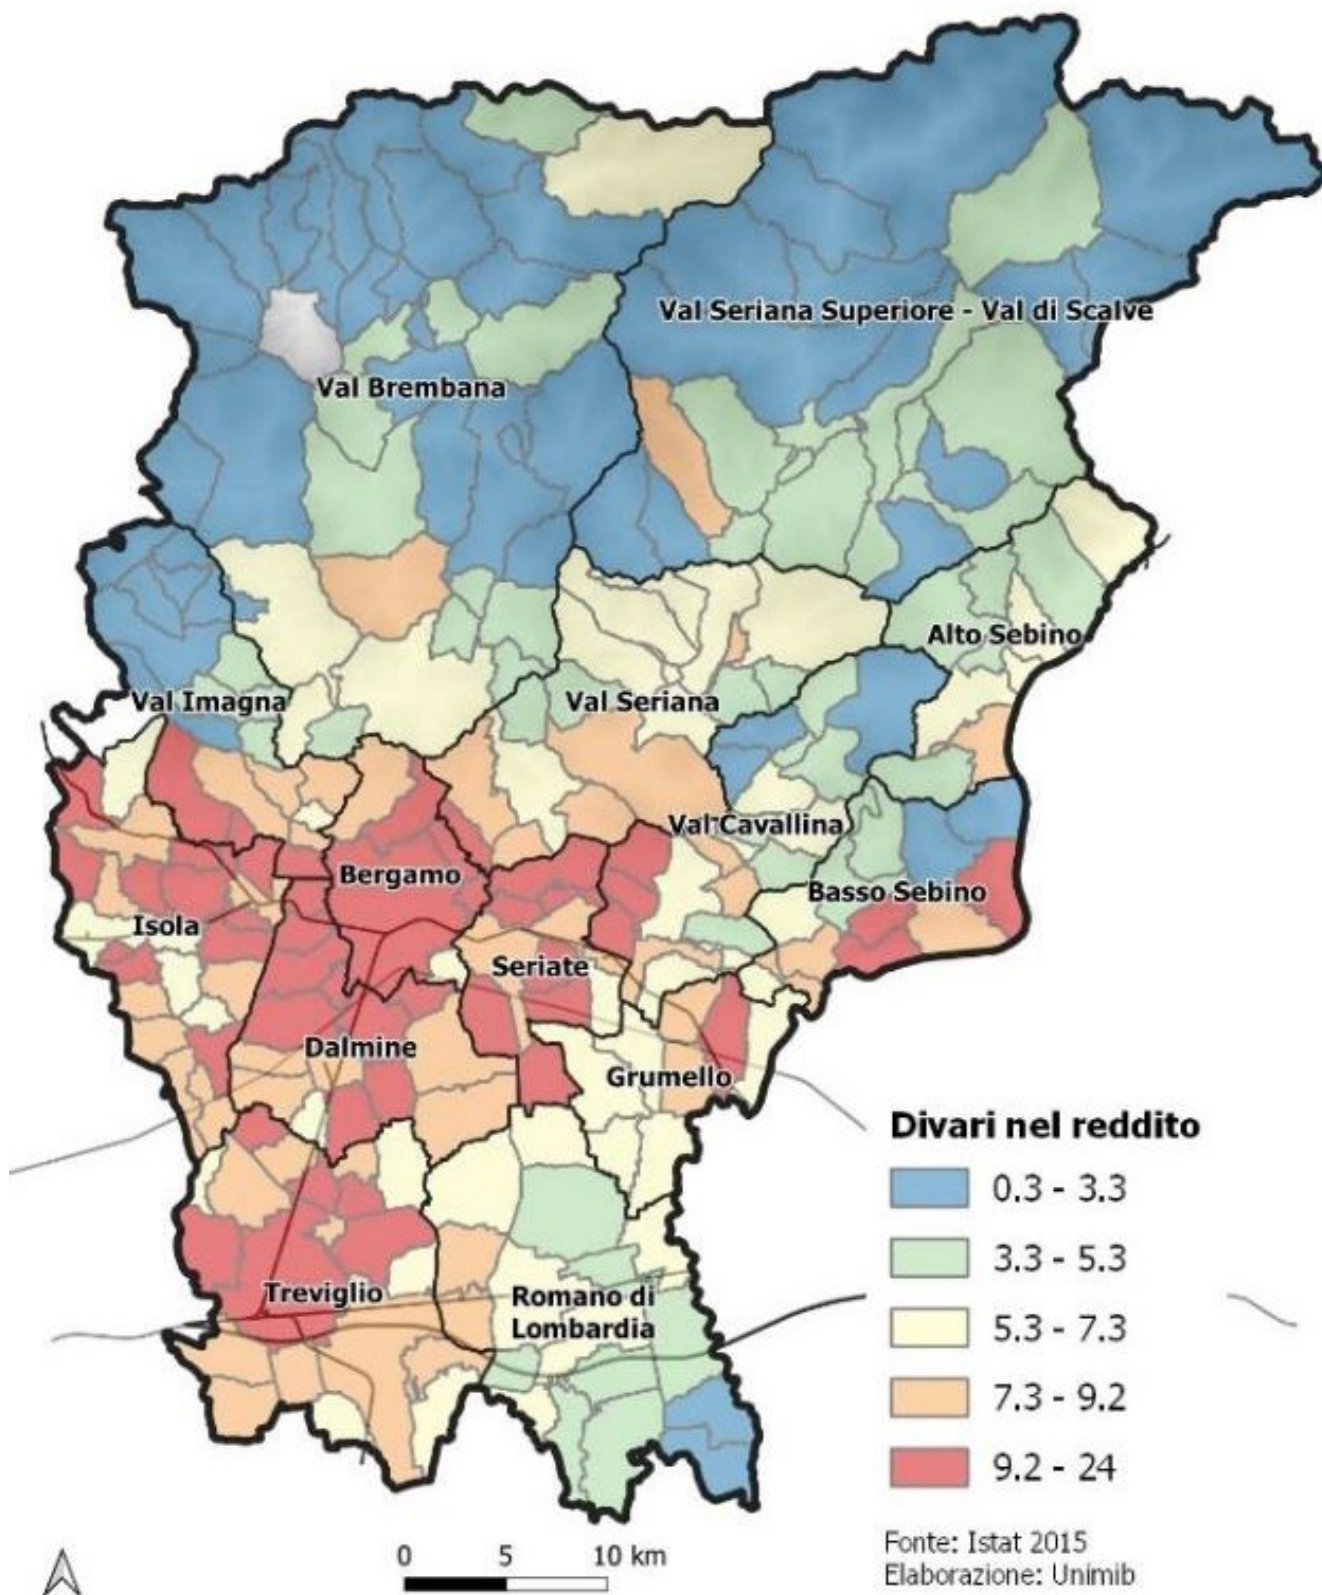 Val Seriana Superiore - Val di Scalve
Val Brembana
Alto Sebino
Val Imagna
Val Seriana
Val Cavallina
Bergamo
Basso Sebino
Isola
Seriate
Dalmine
Grumello
Divari nel reddito
0.3 - 3.3
3.3 - 5.3
Treviglio
Romano di
Lombardia
5.3 - 7.3
7.3 - 9.2
9.2 - 24
Fonte: Istat 2015
Elaborazione: Unimib
0 5 10 km